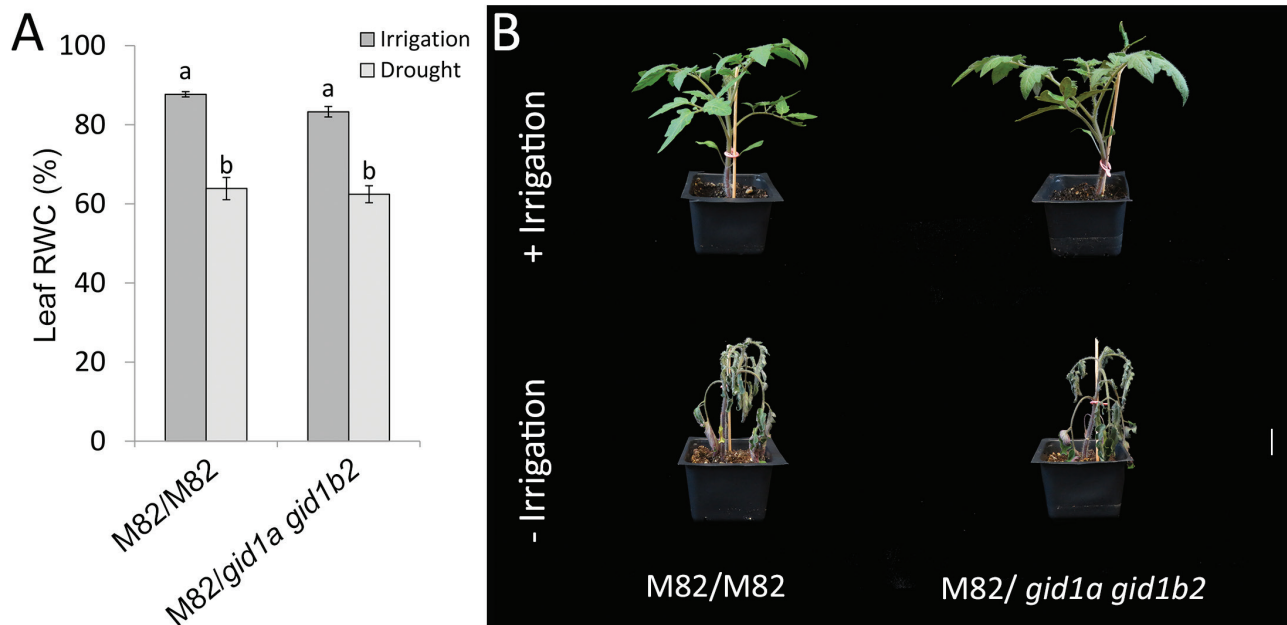 A
Leaf RWC (%)
100
80
60
40
20
0
Irrigation
Drought
a
b
a
b
M82/M82
M82/gid1a gid1b2
B
+ Irrigation
- Irrigation
M82/M82
M82/ gid1a gid1b2